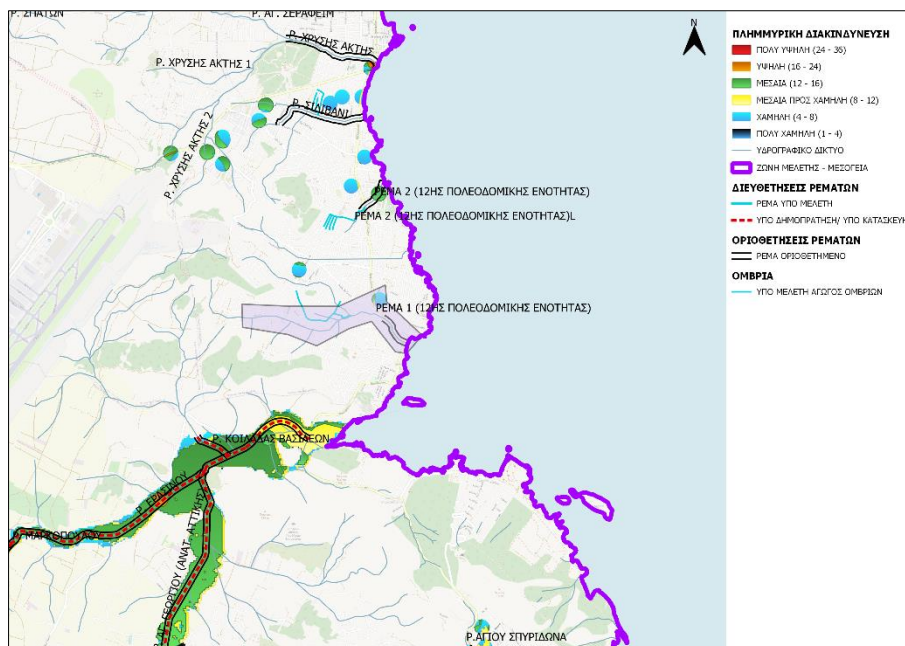 Ρ. ΣΠΑΤΩΝ
Ρ. ΑΓ. ΣΕΡΑΦΕΙΜ
Ρ. ΧΡΥΣΗΣ ΑΚΤΗΣ
Ρ. ΧΡΥΣΗΣ ΑΚΤΗΣ 1
Ρ. ΣΙΛΙΒΑΝΙ
Ρ. ΧΡΥΣΗΣ ΑΚΤΗΣ 2
ΡΕΜΑ 2 (12ΗΣ ΠΟΛΕΟΔΟΜΙΚΗΣ ΕΝΟΤΗΤΑΣ)
ΡΕΜΑ 2 (12ΗΣ ΠΟΛΕΟΔΟΜΙΚΗΣ ΕΝΟΤΗΤΑΣ)L
ΡΕΜΑ 1 (12ΗΣ ΠΟΛΕΟΔΟΜΙΚΗΣ ΕΝΟΤΗΤΑΣ)
Ρ. ΚΟΙΛΑΔΑΣ ΒΑΣΙΛΕΩΝ
Ρ. ΕΡΑΣΙΝΟΥ
Ρ. ΜΑΡΚΟΠΟΥΛΟΥ
Ρ. ΑΓ. ΓΕΩΡΓΙΟΥ (ΑΝΑΤ. ΑΤΤΙΚΗΣ)
Ρ.ΑΓΙΟΥ ΣΠΥΡΙΔΩΝΑ
N
ΠΛΗΜΜΥΡΙΚΗ ΔΙΑΚΙΝΔΥΝΕΥΣΗ
ΠΟΛΥ ΥΨΗΛΗ (24 - 36)
ΥΨΗΛΗ (16 - 24)
ΜΕΣΑΙΑ (12 - 16)
ΜΕΣΑΙΑ ΠΡΟΣ ΧΑΜΗΛΗ (8 - 12)
ΧΑΜΗΛΗ (4 - 8)
ΠΟΛΥ ΧΑΜΗΛΗ (1 - 4)
ΥΔΡΟΓΡΑΦΙΚΟ ΔΙΚΤΥΟ
ΖΩΝΗ ΜΕΛΕΤΗΣ - ΜΕΣΟΓΕΙΑ
ΔΙΕΥΘΕΤΗΣΕΙΣ ΡΕΜΑΤΩΝ
ΡΕΜΑ ΥΠΟ ΜΕΛΕΤΗ
ΥΠΟ ΔΗΜΟΠΡΑΤΗΣΗ/ ΥΠΟ ΚΑΤΑΣΚΕΥΗ
ΟΡΙΟΘΕΤΗΣΕΙΣ ΡΕΜΑΤΩΝ
ΡΕΜΑ ΟΡΙΟΘΕΤΗΜΕΝΟ
ΟΜΒΡΙΑ
ΥΠΟ ΜΕΛΕΤΗ ΑΓΩΓΟΣ ΟΜΒΡΙΩΝ